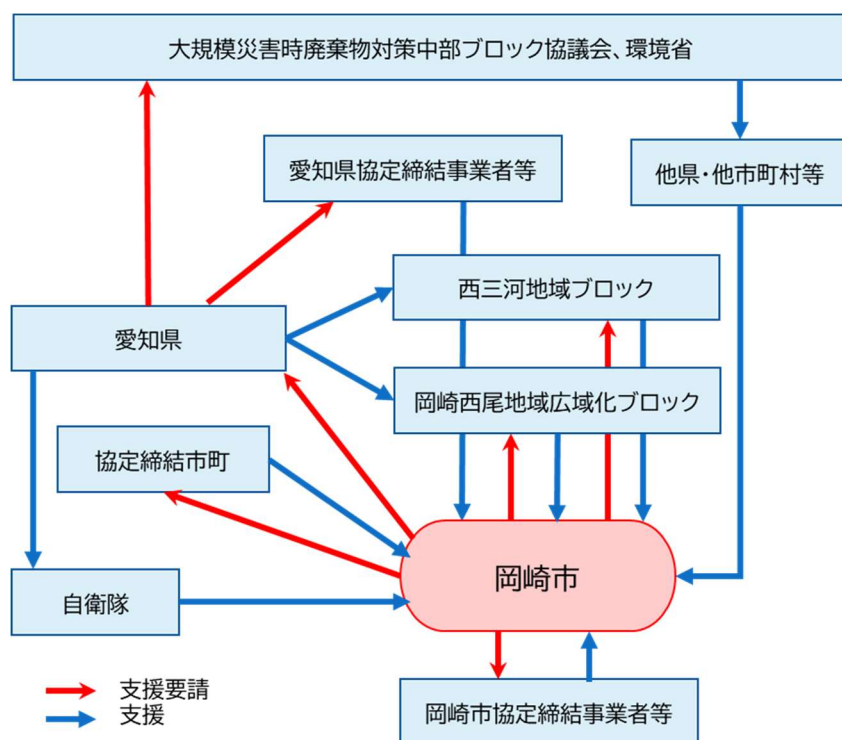 大規模災害時廃棄物対策中部ブロック協議会、環境省
愛知県協定締結事業者等
他県・他市町村等
西三河地域ブロック
愛知県
岡崎西尾地域広域化ブロック
協定締結市町
岡崎市
自衛隊
支援要請
支援
岡崎市協定締結事業者等